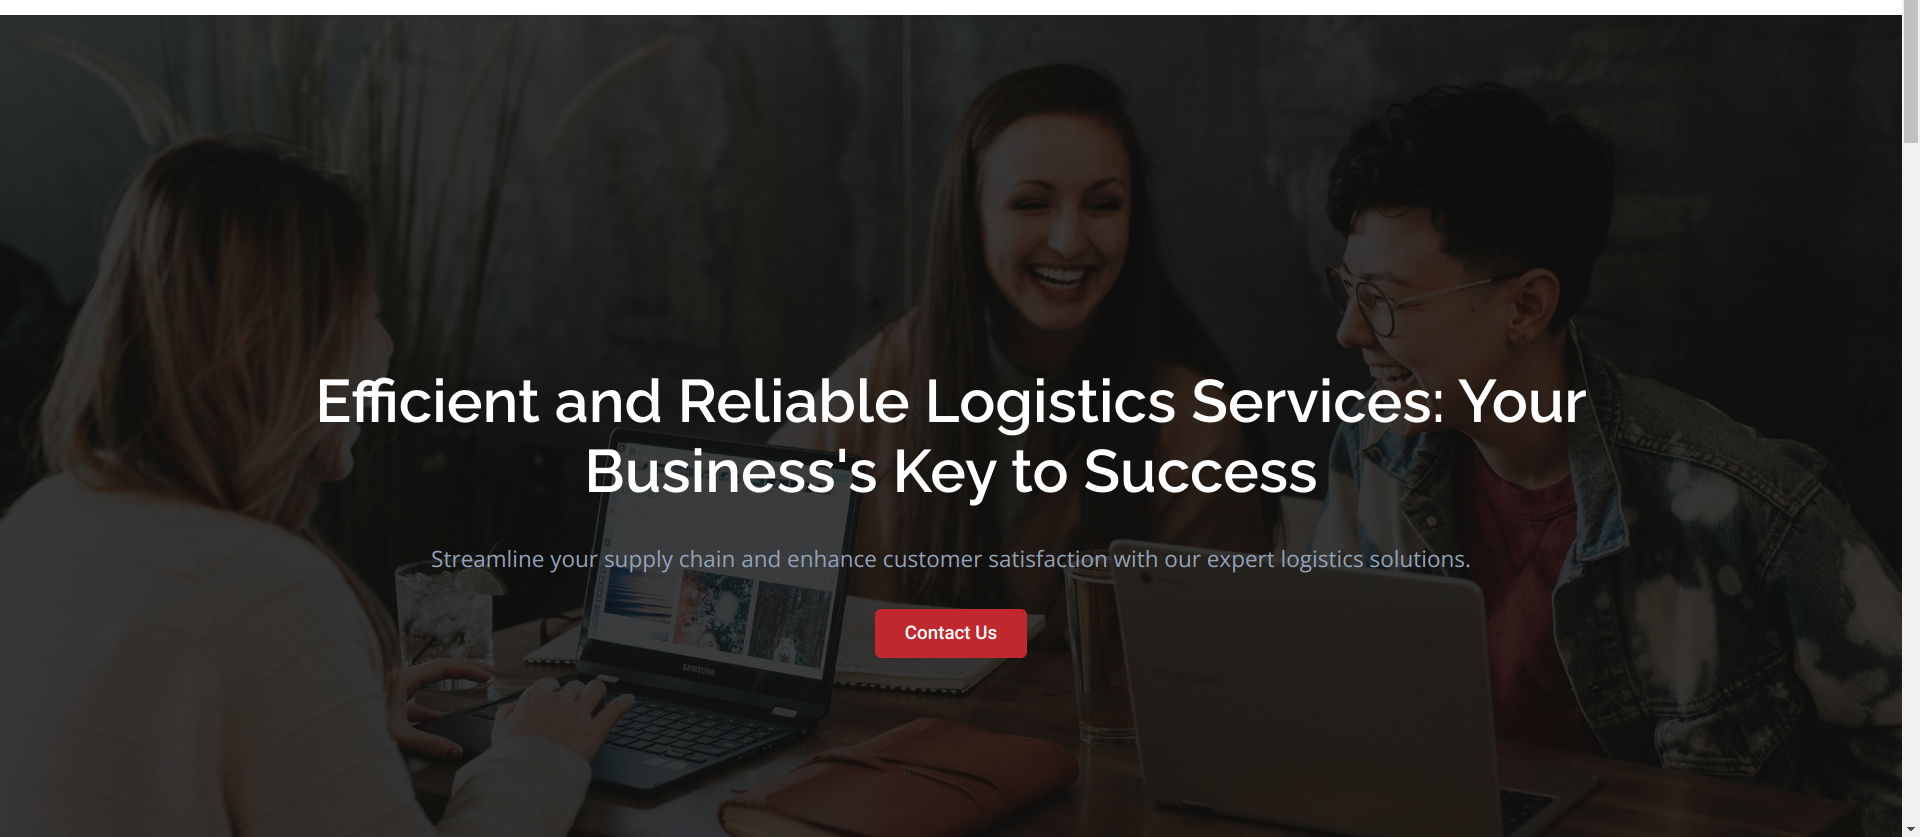 Efficient and Reliable Logistics Services: Your
Business's Key to Success
Streamline your supply chain and enhance customer satisfaction with our expert logistics solutions.
Contact Us
SAMSUNG